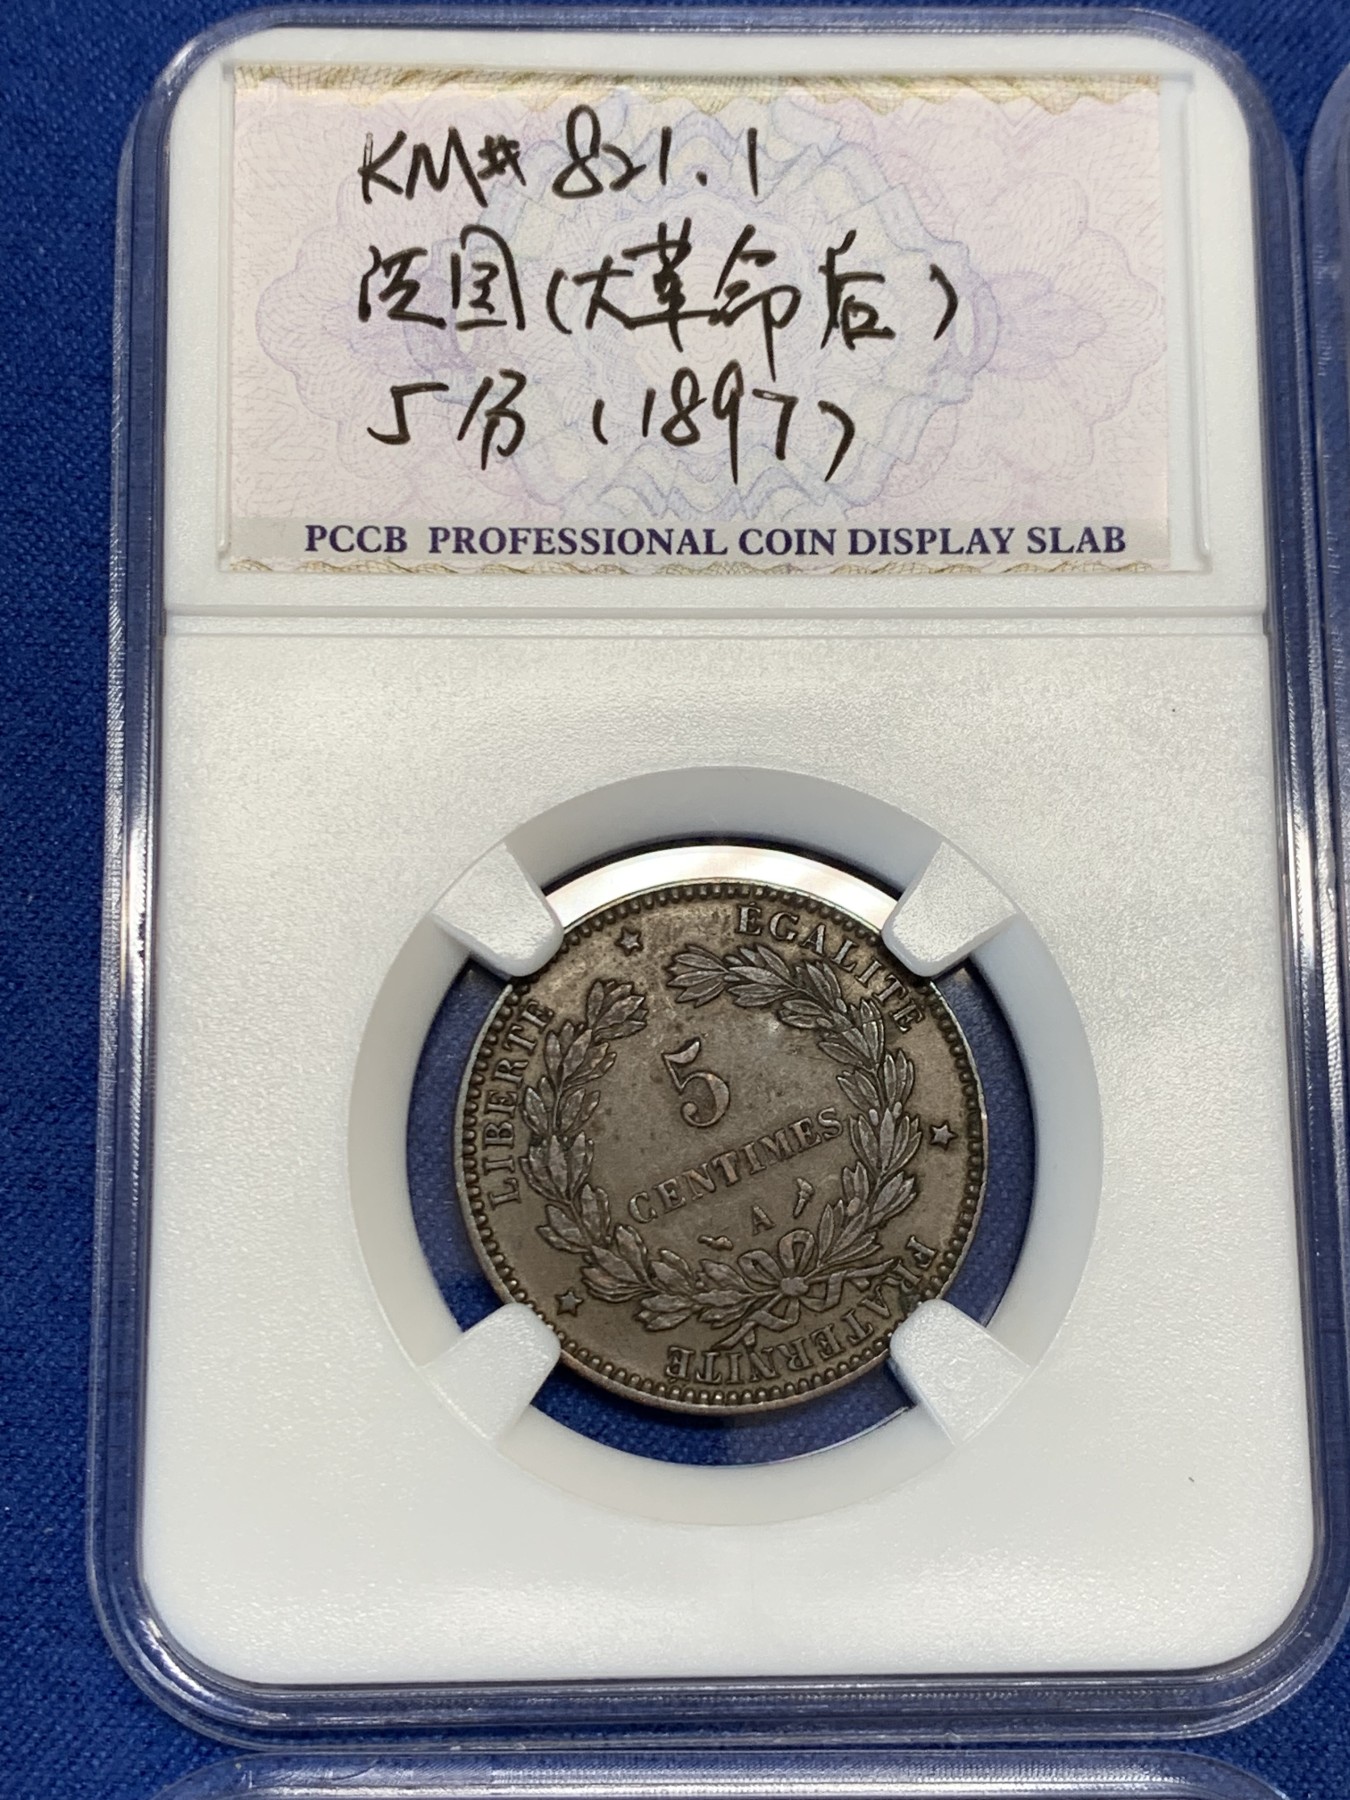 KM# 821.1
法国(大革命后)
5分(1897)
PCCB PROFESSIONAL COIN DISPLAY SLAB
LIBERTE
ÉGALITÉ
FRATERNITÉ
5
CENTIMES
A